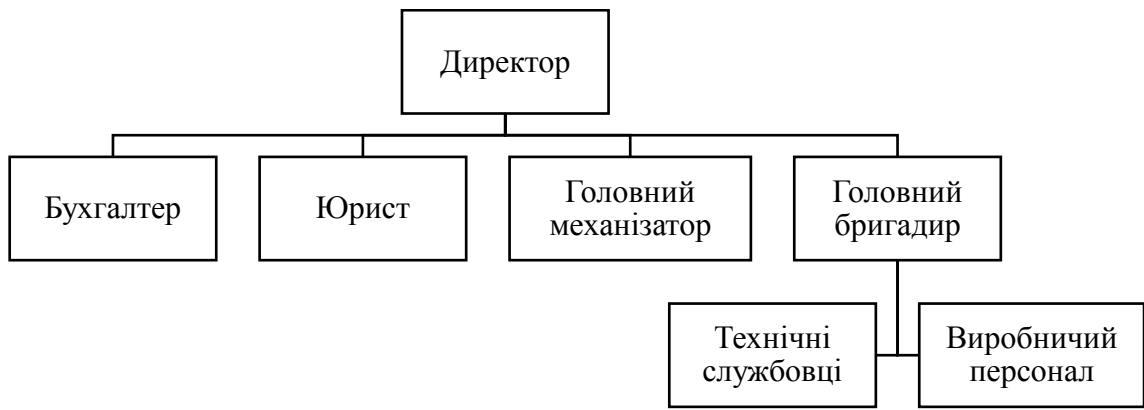 Директор
Бухгалтер
Юрист
Головний
механізатор
Головний
бригадир
Технічні
службовці
Виробничий
персонал